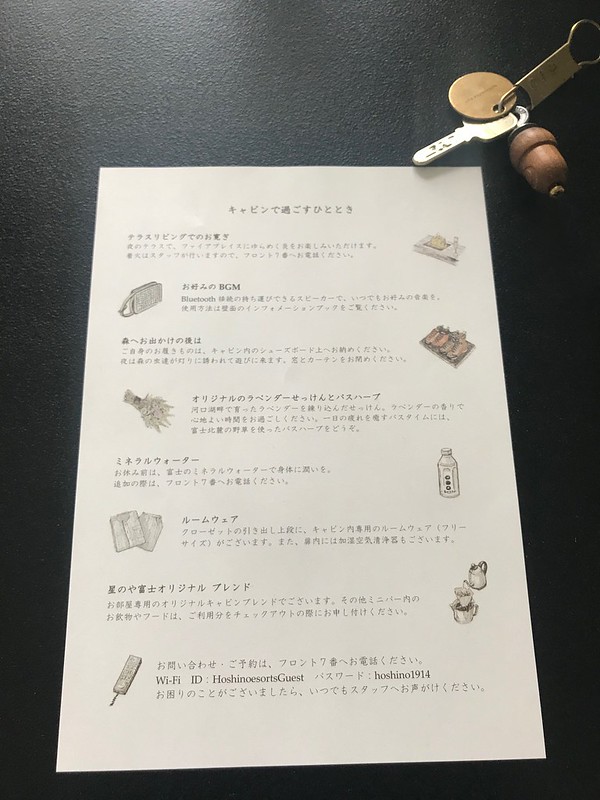 キャビンで過ごすひととき
テラスリビングでのお寛ぎ
夜のテラスで、ファイアプレイスにゆらめく炎をお楽しみいただけます。
着火はスタッフが行いますので、フロント7番へお電話ください。
お好みの BGM
Bluetooth 接続の持ち運びできるスピーカーで、いつでもお好みの音楽を。
使用方法は壁面のインフォメーションブックをご覧ください。
森へお出かけの後は
ご自身のお履きものは、キャビン内のシューズボード上へお納めください。
夜は森の虫達が灯りに誘われて遊びに来ます。窓とカーテンをお閉めください。
オリジナルのラベンダーせっけんとバスハーブ
河口湖畔で育ったラベンダーを練り込んだせっけん。ラベンダーの香りで
心地よい時間をお過ごしください。一日の疲れを癒すバスタイムには、
富士北麓の野草を使ったバスハーブをどうぞ。
ミネラルウォーター
お休み前は、富士のミネラルウォーターで身体に潤いを。
追加の際は、フロント7番へお電話ください。
ルームウェア
クローゼットの引き出し上段に、キャビン内専用のルームウェア（フリー
サイズ）がございます。また、扉内には加湿空気清浄器もございます。
星のや富士オリジナル ブレンド
お部屋専用のオリジナルキャビンブレンドでございます。その他ミニバー内の
お飲物やフードは、ご利用分をチェックアウトの際にお申し付けください。
お問い合わせ・ご予約は、フロント7番へお電話ください。
Wi-Fi ID：HoshinoesortsGuest パスワード：hoshino1914
お困りのことがございましたら、いつでもスタッフへお声がけください。